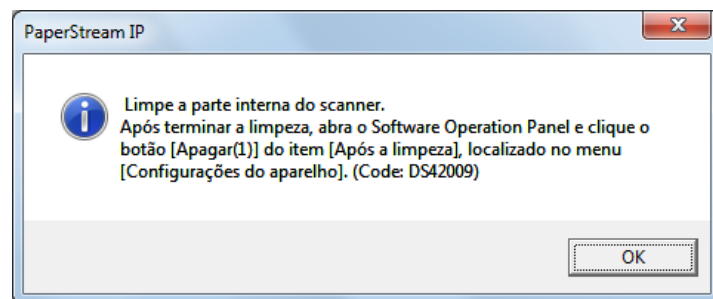 PaperStream IP
Limpe a parte interna do scanner.
Após terminar a limpeza, abra o Software Operation Panel e clique o
botão [Apagar(1)] do item [Após a limpeza], localizado no menu
[Configurações do aparelho]. (Code: DS42009)
OK